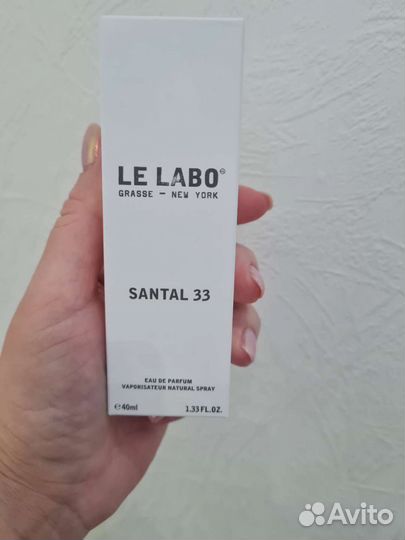 LE LABO®
GRASSE — NEW YORK
SANTAL 33
EAU DE PARFUM
VAPORISATEUR NATURAL SPRAY
℮40ml 1.33 FL.OZ.
Avito